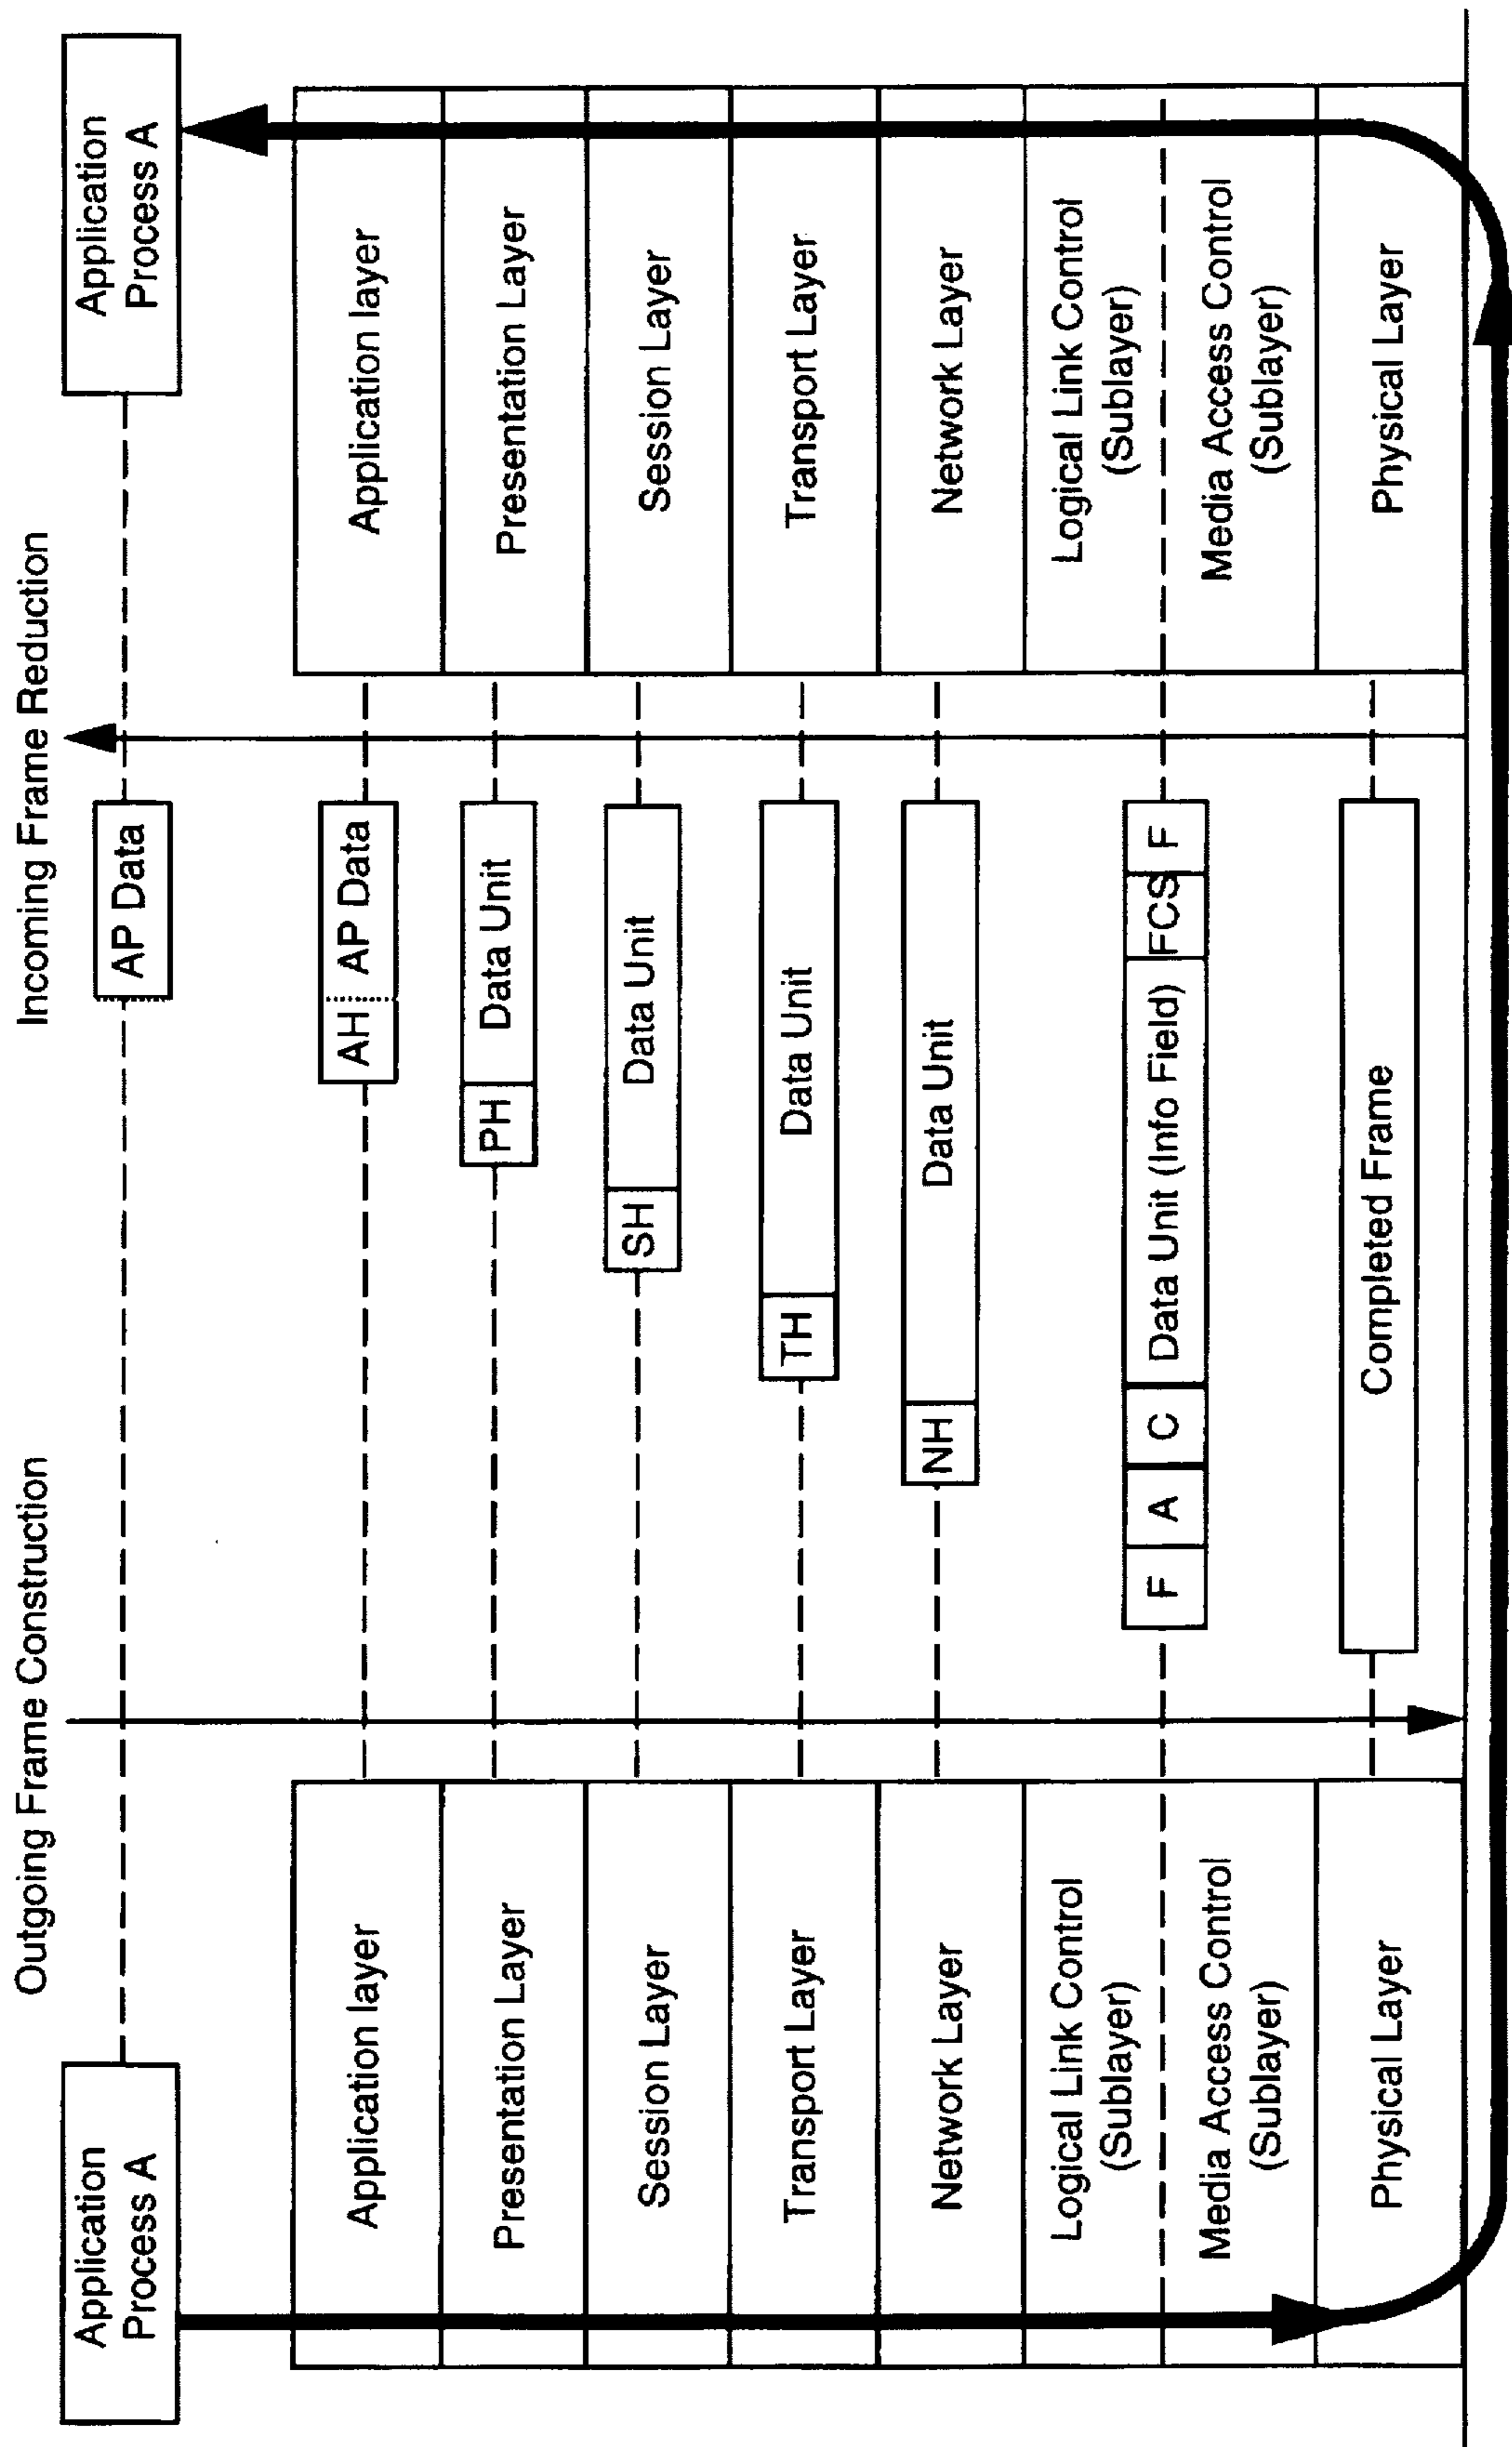 Outgoing Frame Construction
Incoming Frame Reduction
Application
Process A
AP Data
Application
Process A
Application layer
AH
AP Data
Application layer
Presentation Layer
PH
Data Unit
Presentation Layer
Session Layer
SH
Data Unit
Session Layer
Transport Layer
TH
Data Unit
Transport Layer
Network Layer
NH
Data Unit
Network Layer
Logical Link Control
(Sublayer)
Media Access Control
(Sublayer)
F
A
C
Data Unit (Info Field)
FCS
F
Logical Link Control
(Sublayer)
Media Access Control
(Sublayer)
Physical Layer
Completed Frame
Physical Layer